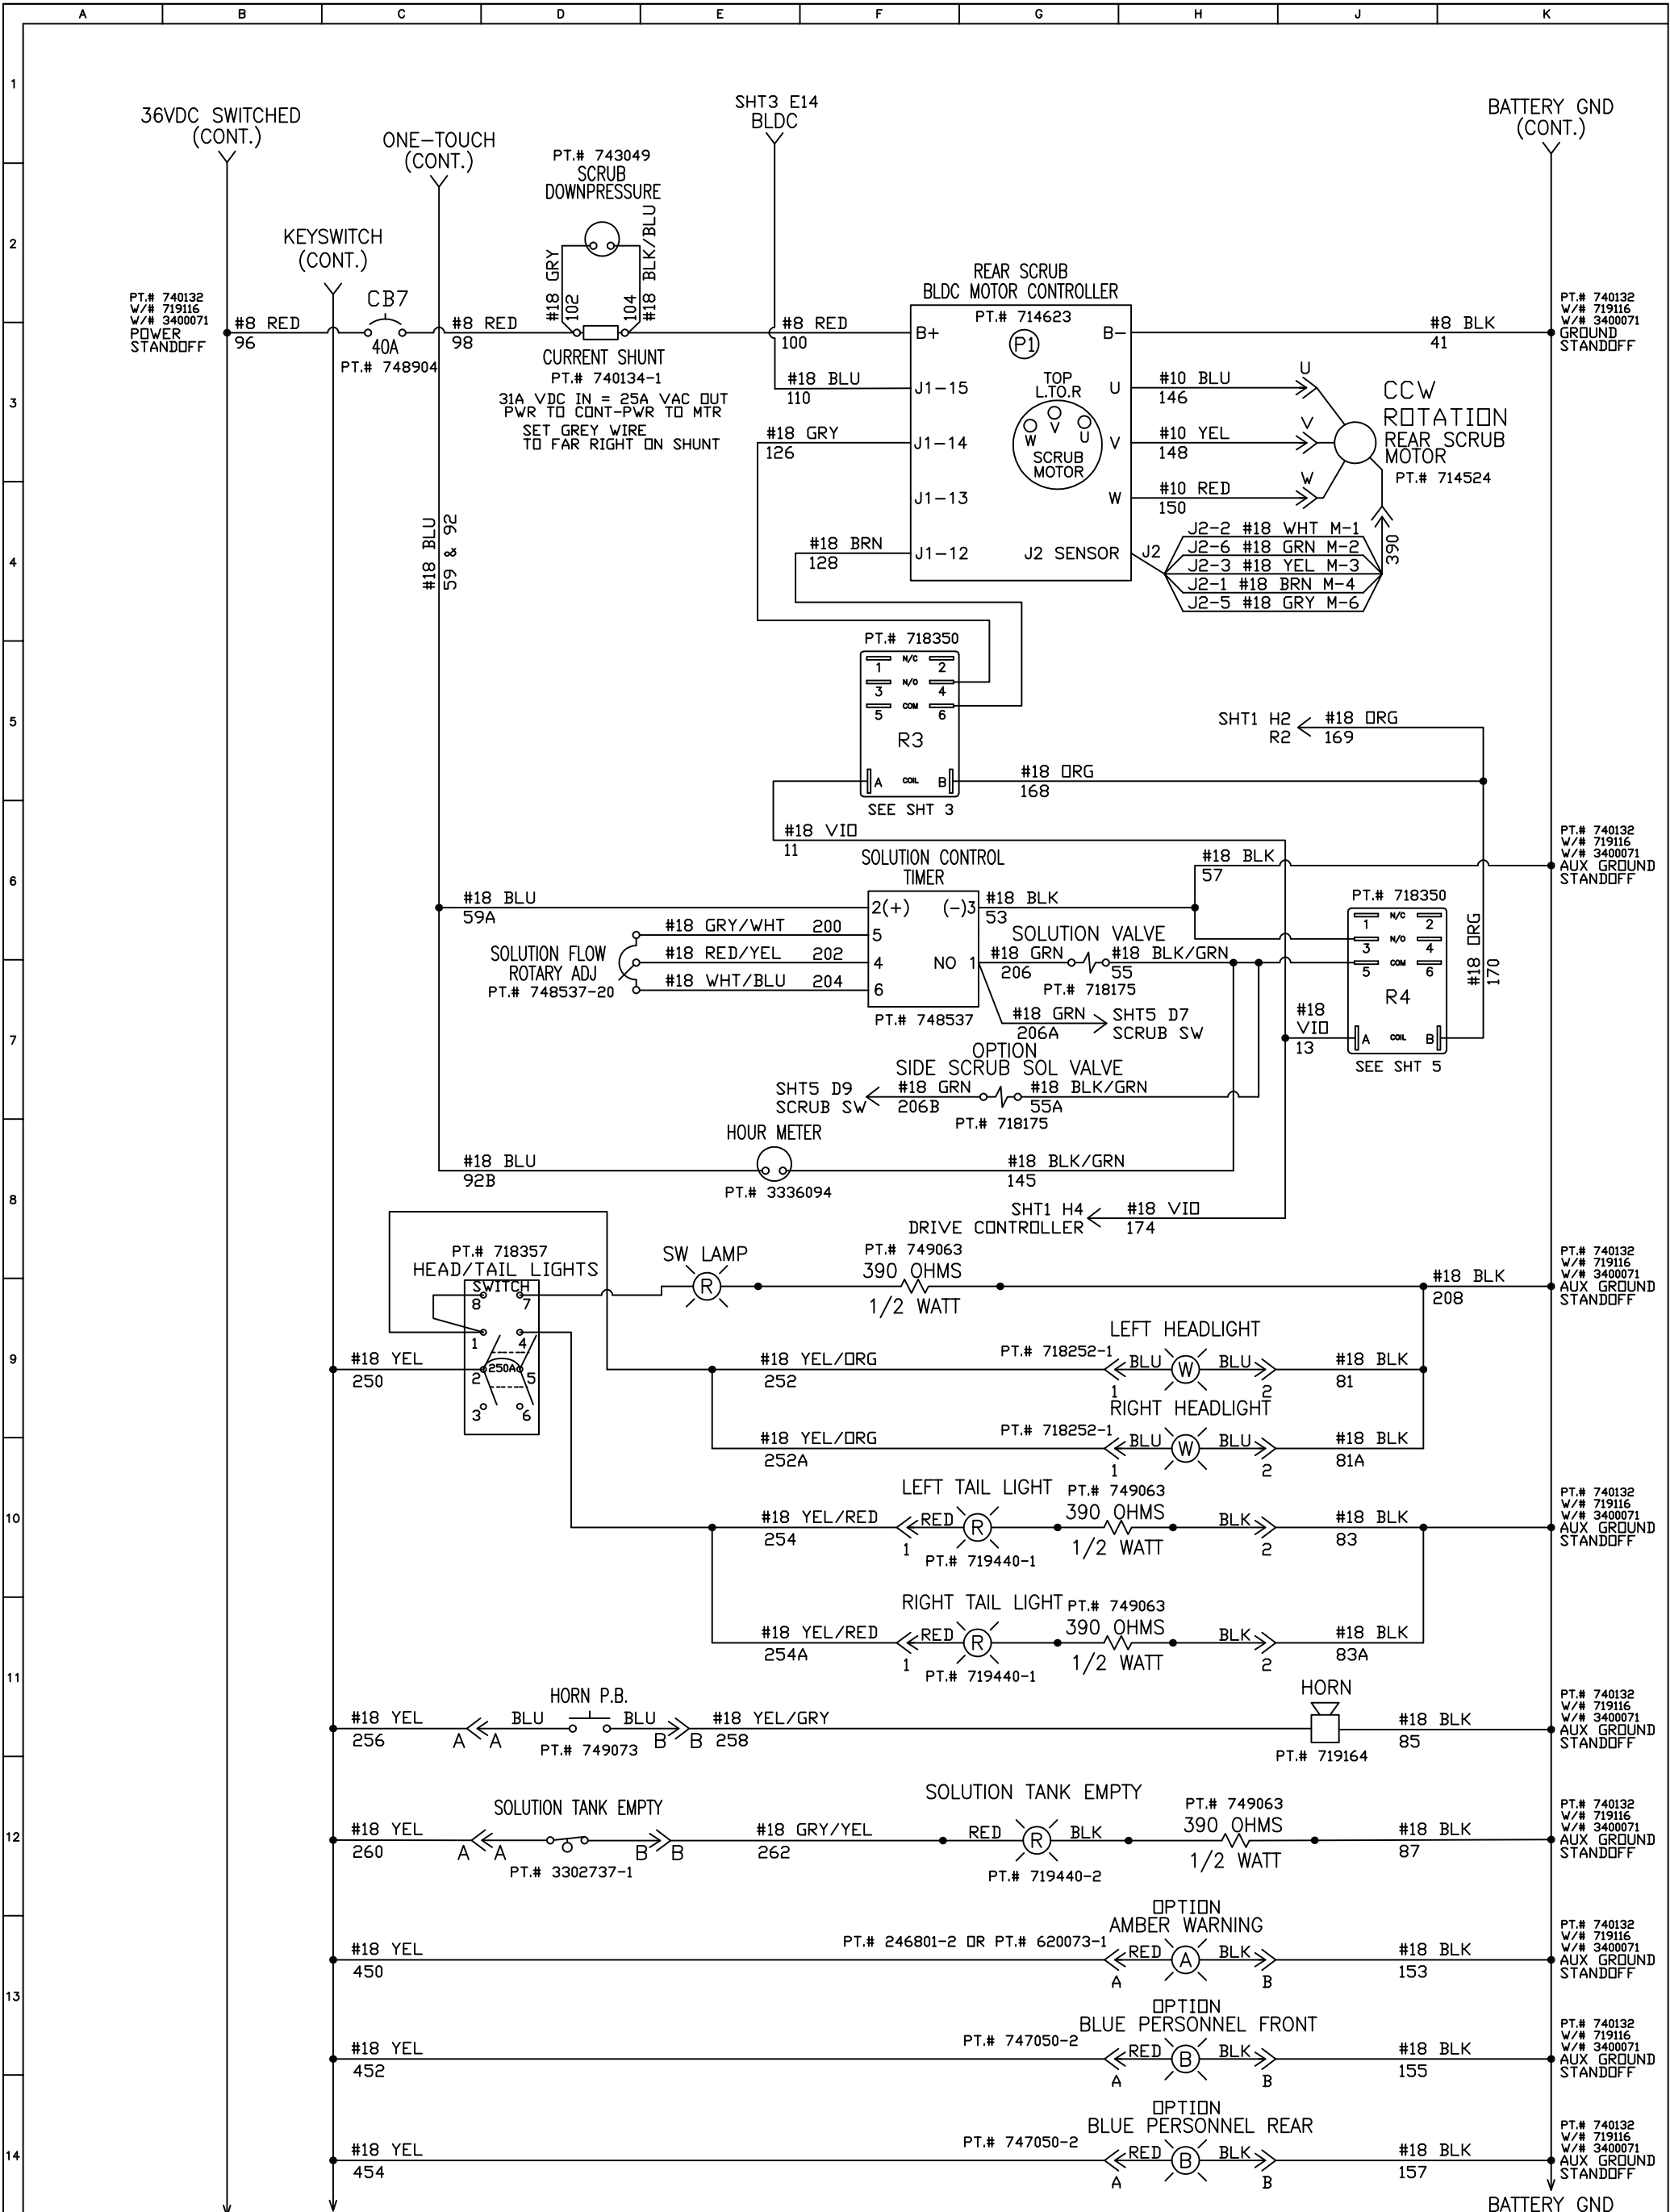 A B C D E F G H J K
1
36VDC SWITCHED
(CONT.)
ONE-TOUCH
(CONT.)
SHT3 E14
BLDC
BATTERY GND
(CONT.)
PT.# 743049
SCRUB
DOWNPRESSURE
2
KEYSWITCH
(CONT.)
#18 GRY
102
104
#18 BLK/BLU
REAR SCRUB
BLDC MOTOR CONTROLLER
PT.# 714623
PT.# 740132
W/# 719116
W/# 3400071
POWER
STANDOFF
#8 RED
96
CB7
40A
PT.# 748904
#8 RED
98
CURRENT SHUNT
PT.# 740134-1
31A VDC IN = 25A VAC OUT
PWR TO CONT-PWR TO MTR
SET GREY WIRE
TO FAR RIGHT ON SHUNT
#8 RED
100
B+
P1
B-
#8 BLK
41
PT.# 740132
W/# 719116
W/# 3400071
GROUND
STANDOFF
3
#18 BLU
110
J1-15
TOP
L.TO.R
W V U
SCRUB
MOTOR
U
#10 BLU
146
U
CCW
ROTATION
REAR SCRUB
MOTOR
PT.# 714524
#18 GRY
126
J1-14
V
#10 YEL
148
V
J1-13
W
#10 RED
150
W
4
#18 BLU
59 & 92
#18 BRN
128
J1-12
J2 SENSOR
J2
J2-2 #18 WHT M-1
J2-6 #18 GRN M-2
J2-3 #18 YEL M-3
J2-1 #18 BRN M-4
J2-5 #18 GRY M-6
390
PT.# 718350
1 N/C 2
3 N/O 4
5 COM 6
R3
A COIL B
SEE SHT 3
5
SHT1 H2
R2
#18 ORG
169
#18 ORG
168
#18 VIO
11
6
SOLUTION CONTROL
TIMER
#18 BLK
57
PT.# 740132
W/# 719116
W/# 3400071
AUX GROUND
STANDOFF
#18 BLU
59A
2(+) (-)3
#18 BLK
53
PT.# 718350
1 N/C 2
3 N/O 4
5 COM 6
R4
A COIL B
SEE SHT 5
#18 ORG
170
SOLUTION FLOW
ROTARY ADJ
PT.# 748537-20
#18 GRY/WHT 200
5
#18 RED/YEL 202
4 NO 1
#18 WHT/BLU 204
6
PT.# 748537
SOLUTION VALVE
#18 GRN
206
#18 BLK/GRN
55
PT.# 718175
7
#18 GRN
206A
SHT5 D7
SCRUB SW
#18
VIO
13
OPTION
SIDE SCRUB SOL VALVE
SHT5 D9
SCRUB SW
#18 GRN
206B
#18 BLK/GRN
55A
PT.# 718175
HOUR METER
8
#18 BLU
92B
PT.# 3336094
#18 BLK/GRN
145
SHT1 H4
DRIVE CONTROLLER
#18 VIO
174
PT.# 718357
HEAD/TAIL LIGHTS
SWITCH
8 7
1 4
2 250A 5
3 6
SW LAMP
R
PT.# 749063
390 OHMS
1/2 WATT
#18 BLK
208
PT.# 740132
W/# 719116
W/# 3400071
AUX GROUND
STANDOFF
9
#18 YEL
250
#18 YEL/ORG
252
LEFT HEADLIGHT
PT.# 718252-1
1 BLU W BLU 2
#18 BLK
81
#18 YEL/ORG
252A
RIGHT HEADLIGHT
PT.# 718252-1
1 BLU W BLU 2
#18 BLK
81A
10
#18 YEL/RED
254
LEFT TAIL LIGHT
1 RED R
PT.# 719440-1
PT.# 749063
390 OHMS
1/2 WATT
BLK 2
#18 BLK
83
PT.# 740132
W/# 719116
W/# 3400071
AUX GROUND
STANDOFF
#18 YEL/RED
254A
RIGHT TAIL LIGHT
1 RED R
PT.# 719440-1
PT.# 749063
390 OHMS
1/2 WATT
BLK 2
#18 BLK
83A
11
#18 YEL
256
A A BLU
HORN P.B.
PT.# 749073
BLU B B
#18 YEL/GRY
258
HORN
PT.# 719164
#18 BLK
85
PT.# 740132
W/# 719116
W/# 3400071
AUX GROUND
STANDOFF
12
#18 YEL
260
A A
SOLUTION TANK EMPTY
PT.# 3302737-1
B B
#18 GRY/YEL
262
SOLUTION TANK EMPTY
RED R BLK
PT.# 719440-2
PT.# 749063
390 OHMS
1/2 WATT
#18 BLK
87
PT.# 740132
W/# 719116
W/# 3400071
AUX GROUND
STANDOFF
13
#18 YEL
450
PT.# 246801-2 OR PT.# 620073-1
OPTION
AMBER WARNING
A RED A BLK B
#18 BLK
153
PT.# 740132
W/# 719116
W/# 3400071
AUX GROUND
STANDOFF
#18 YEL
452
PT.# 747050-2
OPTION
BLUE PERSONNEL FRONT
A RED B BLK B
#18 BLK
155
PT.# 740132
W/# 719116
W/# 3400071
AUX GROUND
STANDOFF
14
#18 YEL
454
PT.# 747050-2
OPTION
BLUE PERSONNEL REAR
A RED B BLK B
#18 BLK
157
PT.# 740132
W/# 719116
W/# 3400071
AUX GROUND
STANDOFF
BATTERY GND